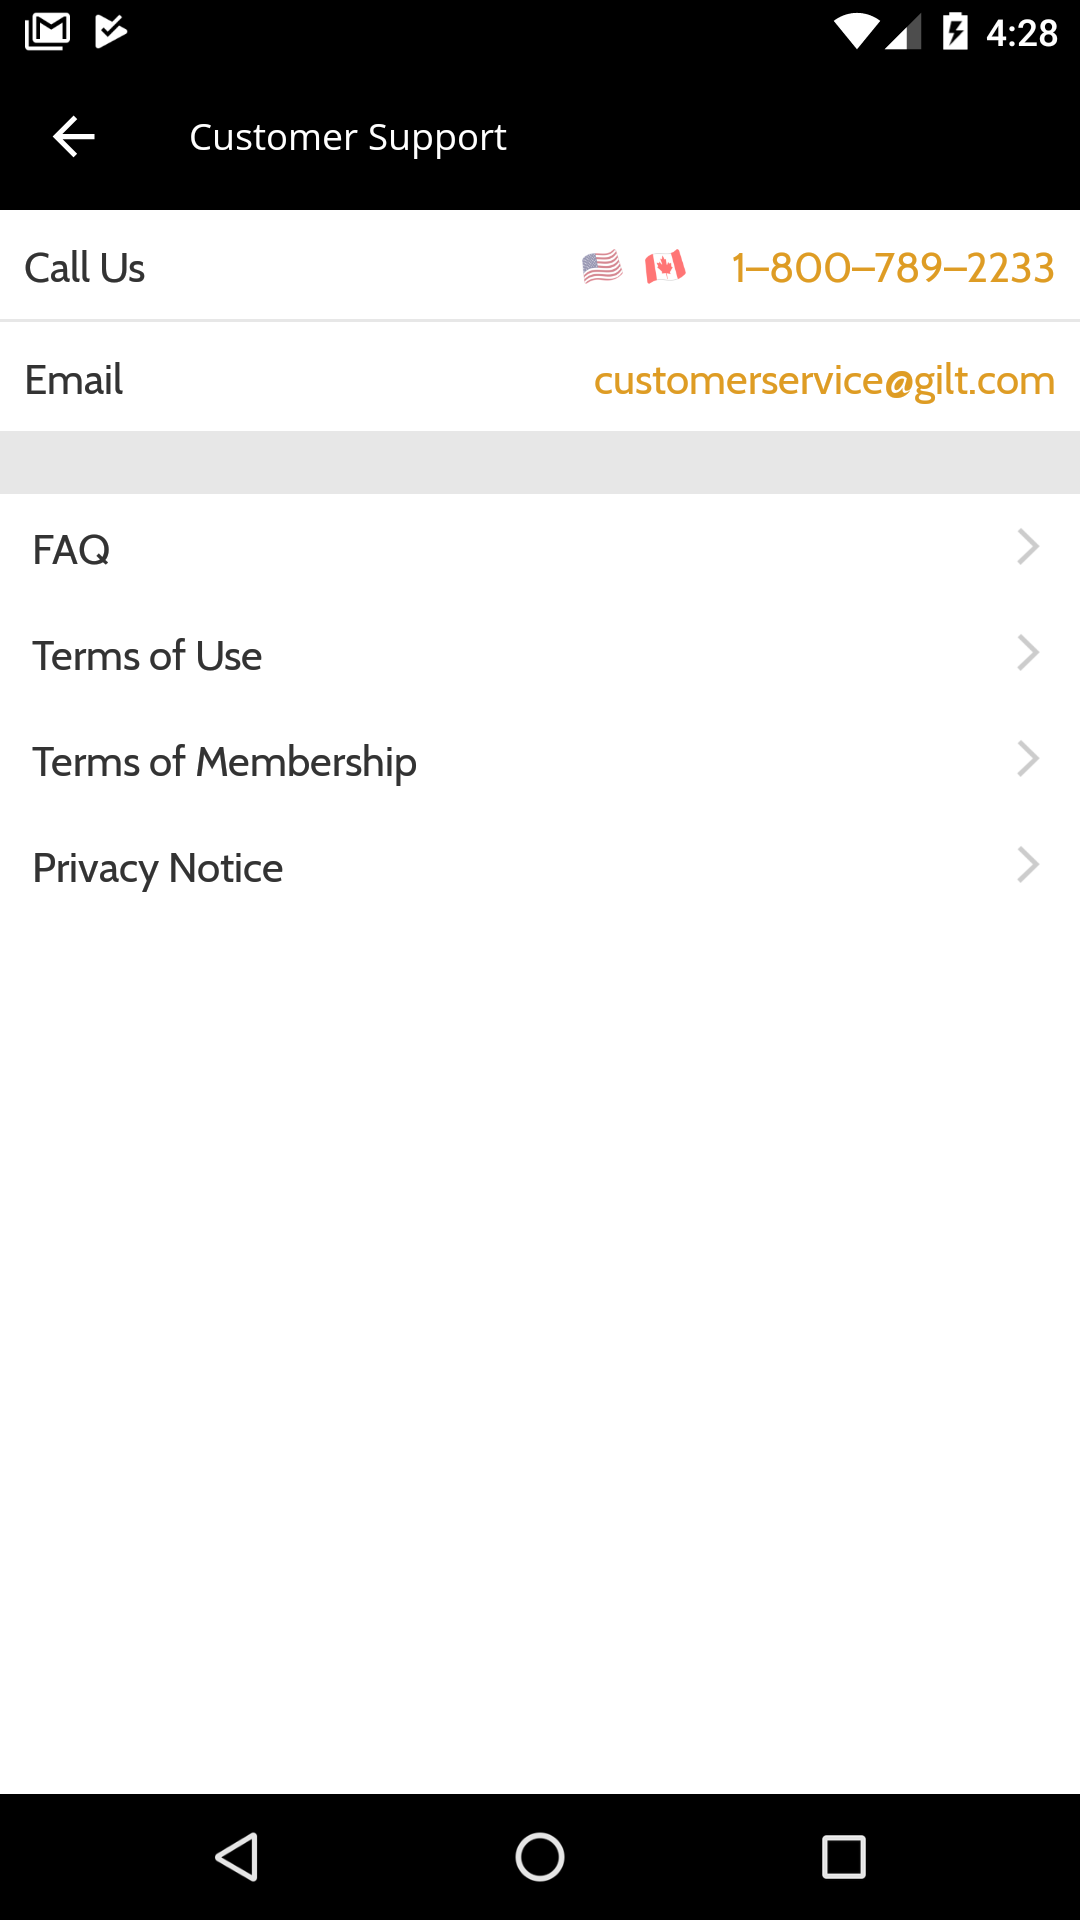 4:28
Customer Support
Call Us 1–800–789–2233
Email customerservice@gilt.com
FAQ
Terms of Use
Terms of Membership
Privacy Notice